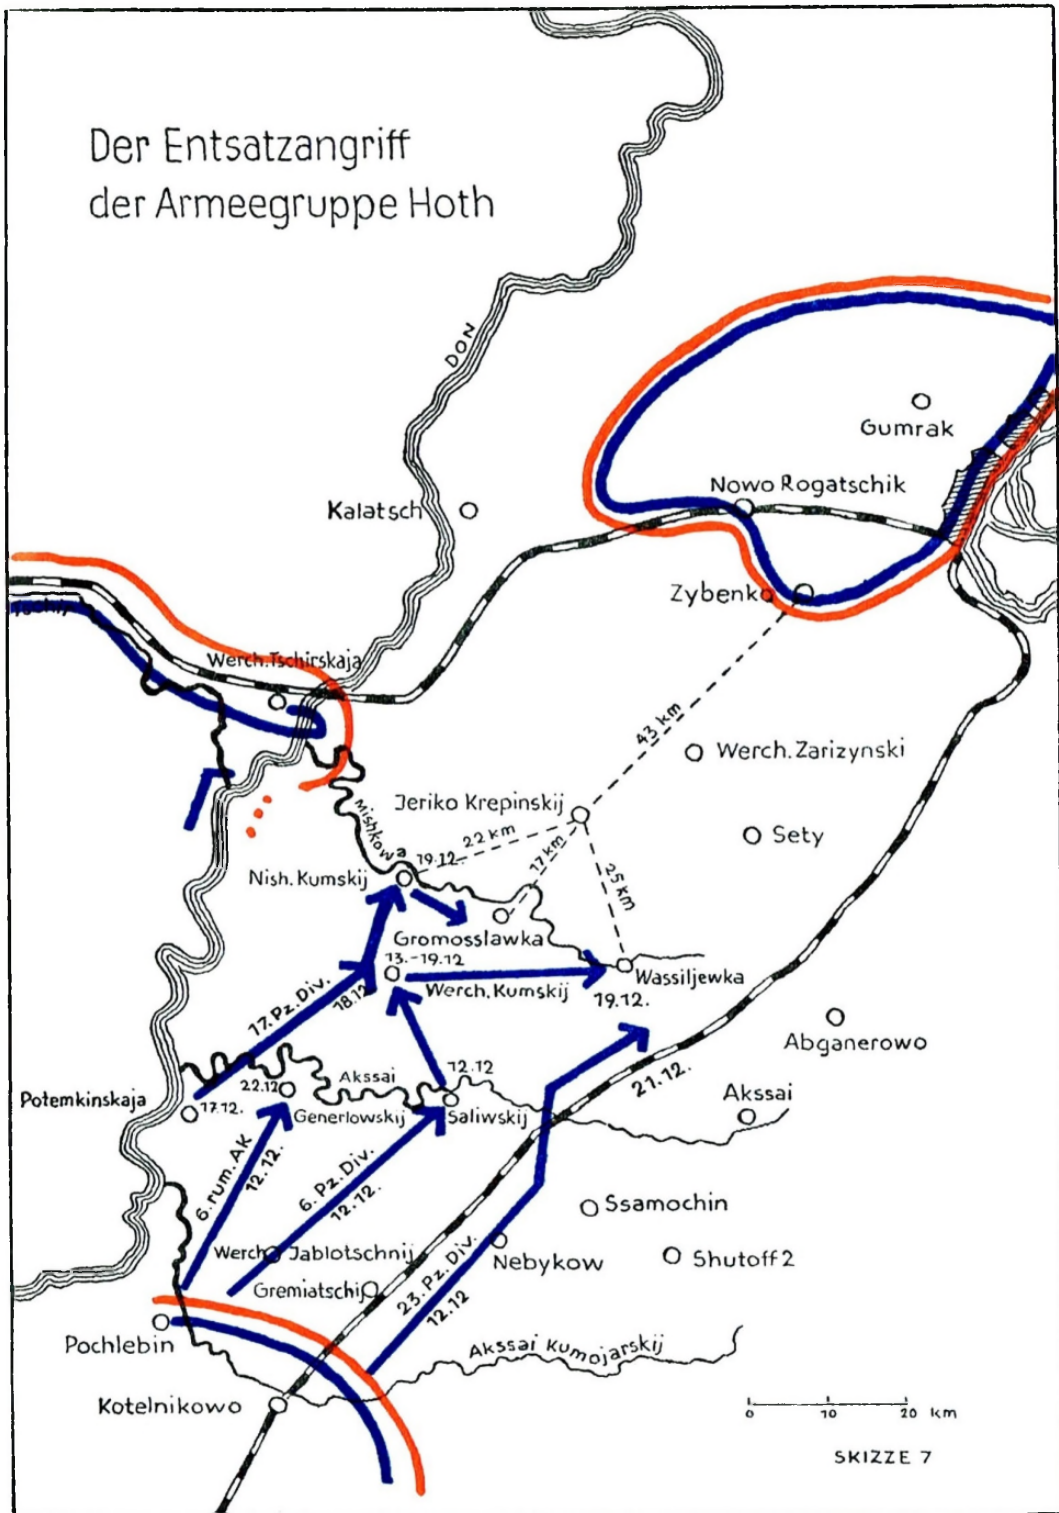 Der Entsatzangriff
der Armeegruppe Hoth
DON
Gumrak
Nowo Rogatschik
Kalatsch
Zybenko
Tschir
Werch. Tschirskaja
43 km
Werch. Zarizynski
Jeriko Krepinskij
Mishkowa
22 km
17 km
25 km
Sety
19.12.
Nish. Kumskij
Gromosslawka
13.-19.12
Werch. Kumskij
Wassiljewka
19.12.
17. Pz. Div.
18.12.
Abganerowo
21.12.
12.12
Akssai
22.12
Potemkinskaja
17.12.
Generlowskij
Saliwskij
Akssai
6. rum. AK
12.12.
6. Pz. Div.
12.12.
Ssamochin
Werch. Jablotschnij
Nebykow
Shutoff 2
Gremiatschij
23. Pz. Div.
12.12
Pochlebin
Akssai Kumojarskij
Kotelnikowo
0 10 20 km
SKIZZE 7